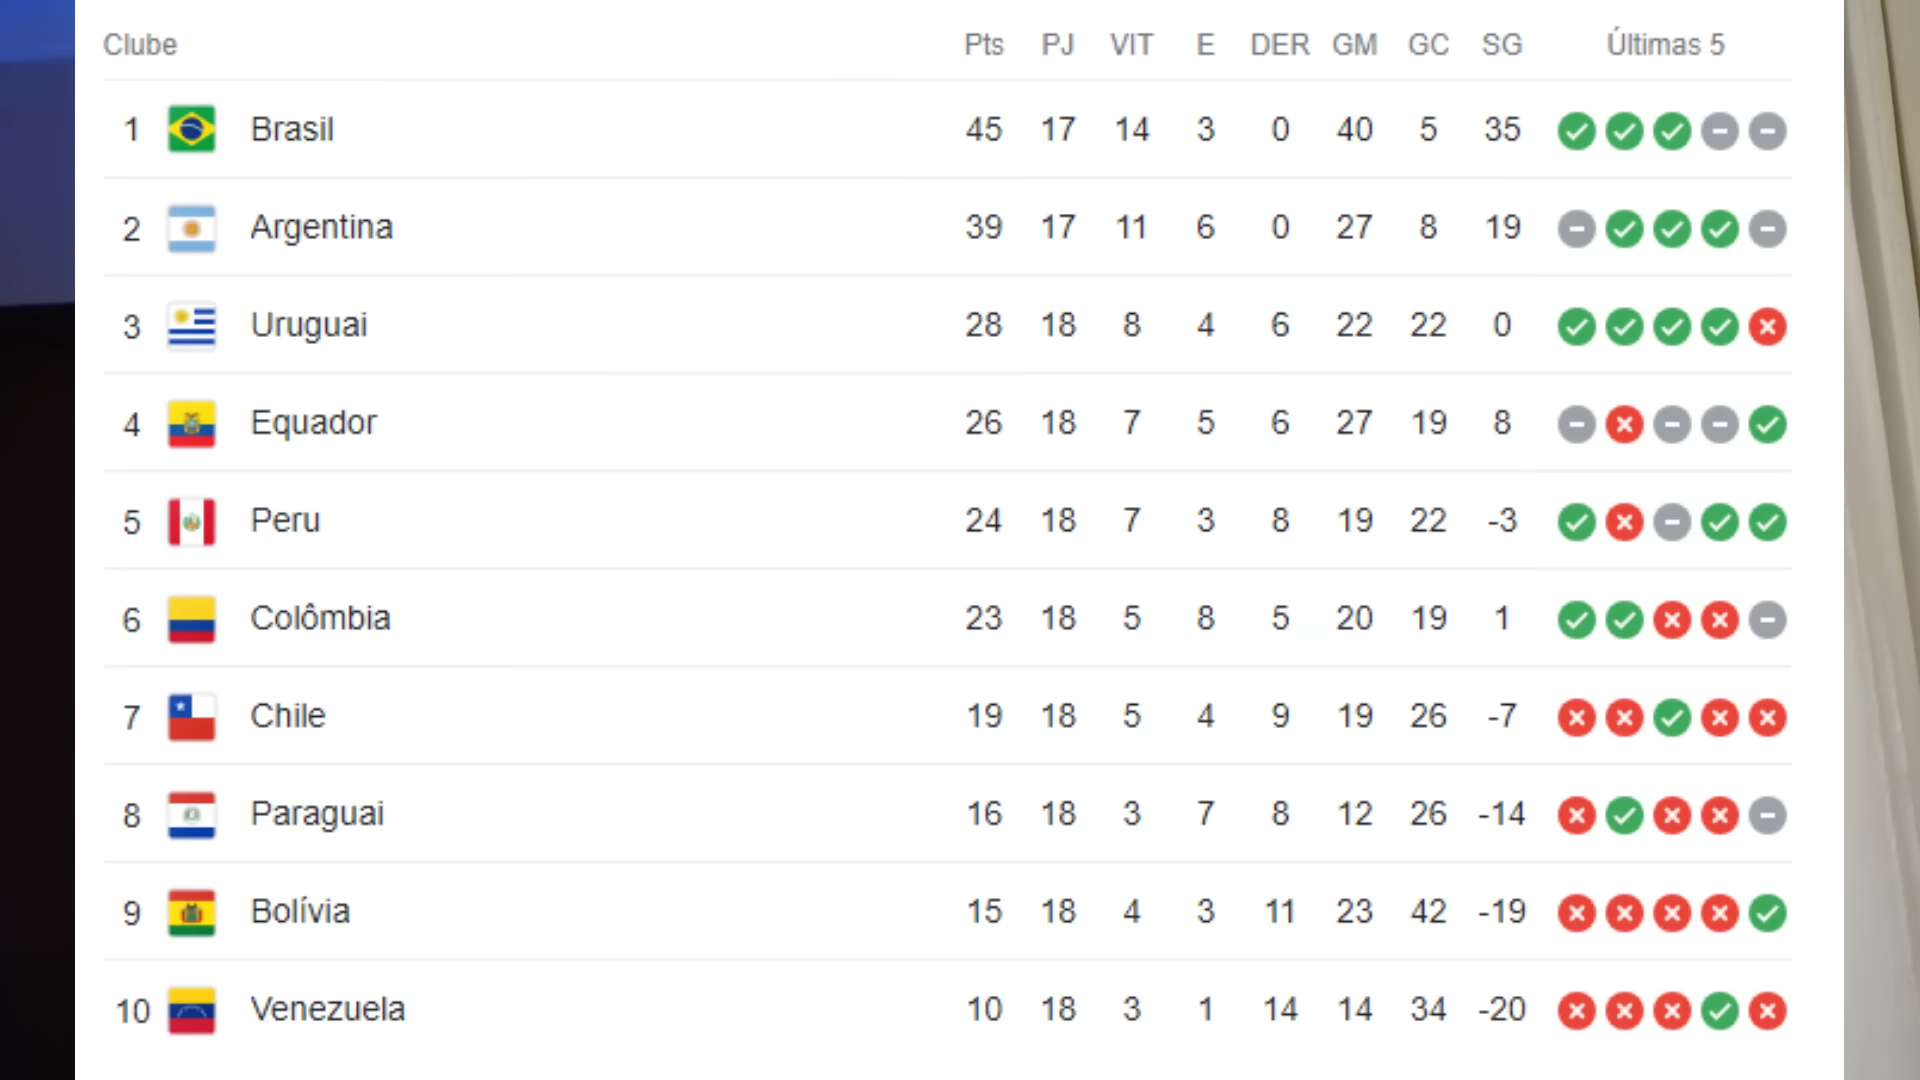 Clube Pts PJ VIT E DER GM GC SG Últimas 5
1 Brasil 45 17 14 3 0 40 5 35
2 Argentina 39 17 11 6 0 27 8 19
3 Uruguai 28 18 8 4 6 22 22 0
4 Equador 26 18 7 5 6 27 19 8
5 Peru 24 18 7 3 8 19 22 -3
6 Colômbia 23 18 5 8 5 20 19 1
7 Chile 19 18 5 4 9 19 26 -7
8 Paraguai 16 18 3 7 8 12 26 -14
9 Bolívia 15 18 4 3 11 23 42 -19
10 Venezuela 10 18 3 1 14 14 34 -20